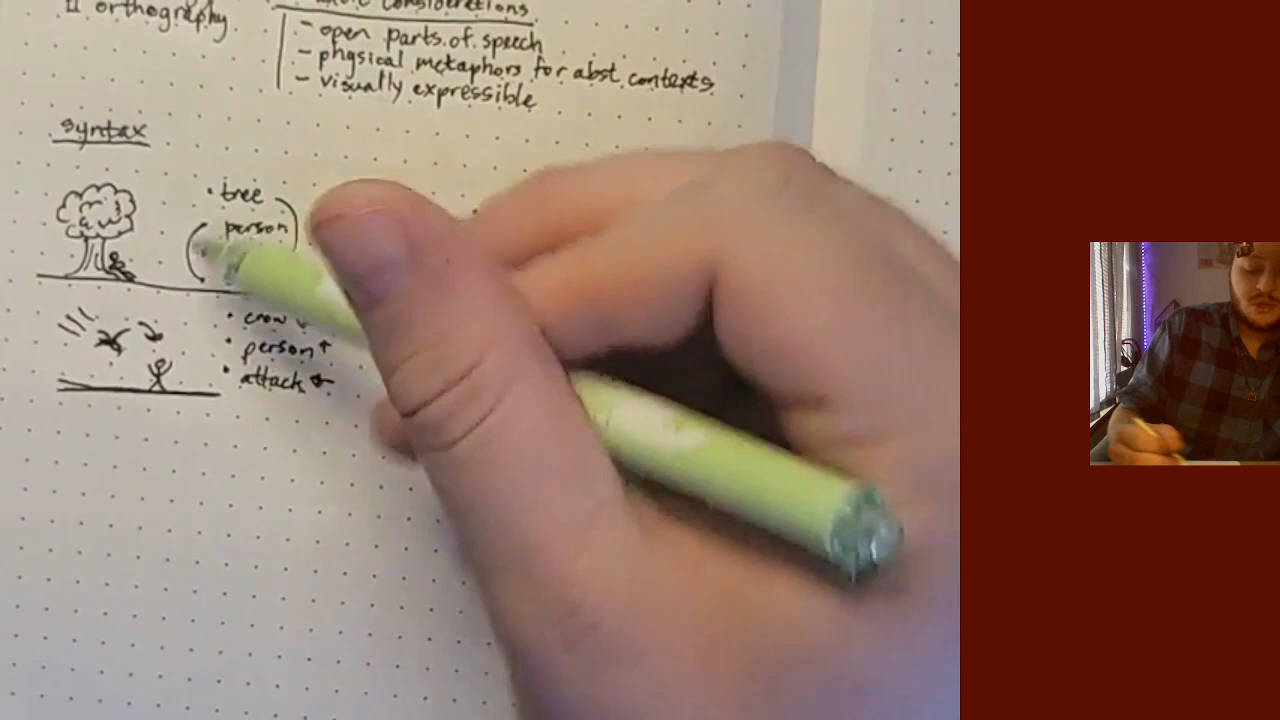 II orthography
considerations
- open parts of speech
- physical metaphors for abst. contexts
- visually expressible
syntax
• tree
person
• crow ↓
• person ↑
• attack ←